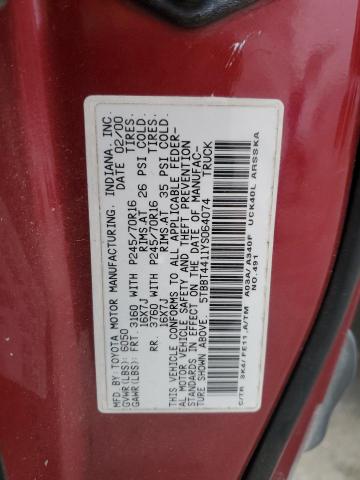 MFD. BY: TOYOTA MOTOR MANUFACTURING, INDIANA, INC.
GVWR(LBS): 6050 DATE 02/00
GAWR(LBS): FRT. 3160 WITH P245/70R16 TIRES.
16X7J RIMS.AT 26 PSI COLD.
RR. 3760 WITH P245/70R16 TIRES.
16X7J RIMS.AT 35 PSI COLD.
THIS VEHICLE CONFORMS TO ALL APPLICABLE FEDER-
AL MOTOR VEHICLE SAFETY AND THEFT PREVENTION
STANDARDS IN EFFECT ON THE DATE OF MANUFAC-
TURE SHOWN ABOVE.
5TBBT4411YS064074 TRUCK
C/TR 3K4/FE11 A/TM A03A/A340F UCK40L ARSSKA
NO.491